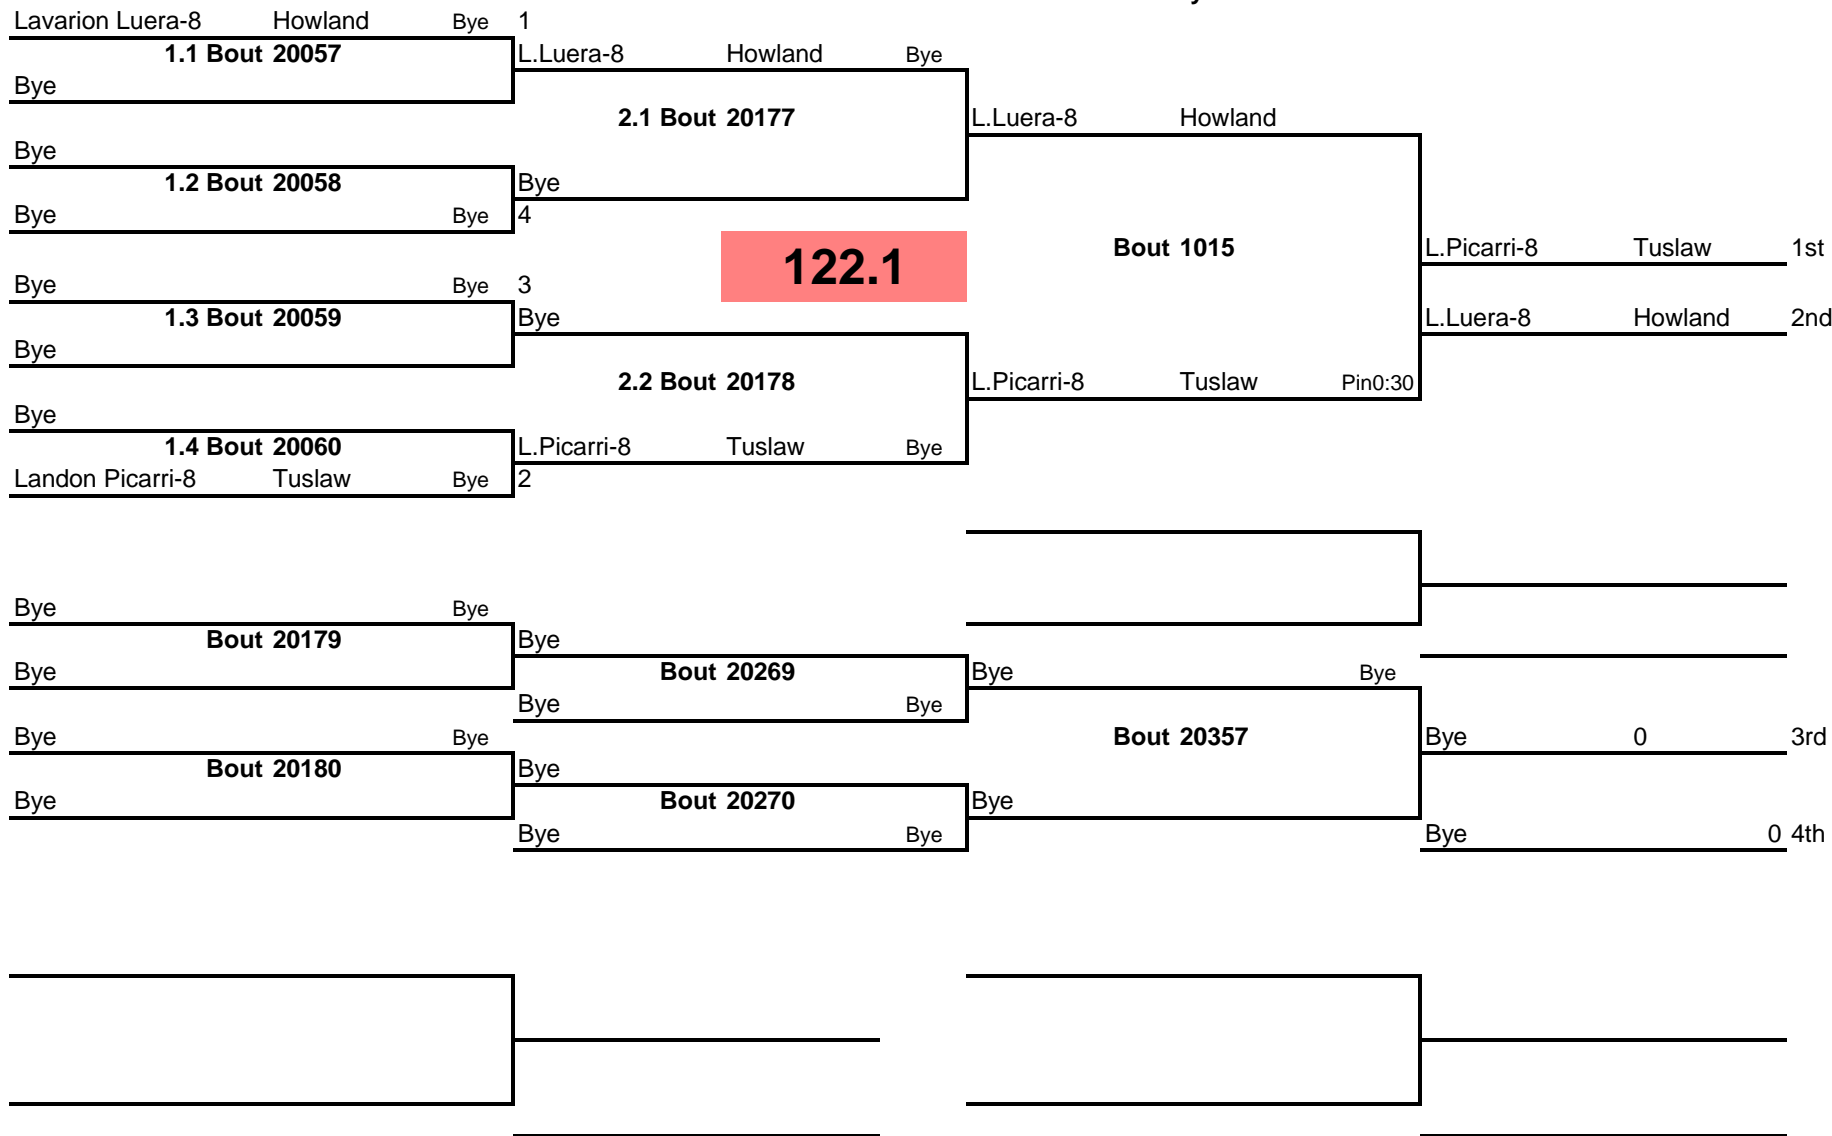 Lavarion Luera-8 Howland Bye 1
1.1 Bout 20057 L.Luera-8 Howland Bye
Bye
2.1 Bout 20177 L.Luera-8 Howland
Bye
1.2 Bout 20058 Bye
Bye Bye 4
122.1 Bout 1015 L.Picarri-8 Tuslaw 1st
Bye Bye 3
1.3 Bout 20059 Bye L.Luera-8 Howland 2nd
Bye
2.2 Bout 20178 L.Picarri-8 Tuslaw Pin0:30
Bye
1.4 Bout 20060 L.Picarri-8 Tuslaw Bye
Landon Picarri-8 Tuslaw Bye 2
Bye Bye
Bout 20179 Bye
Bye Bout 20269 Bye Bye
Bye Bye
Bye Bye Bout 20357 Bye 0 3rd
Bout 20180 Bye
Bye Bout 20270 Bye
Bye Bye Bye 0 4th